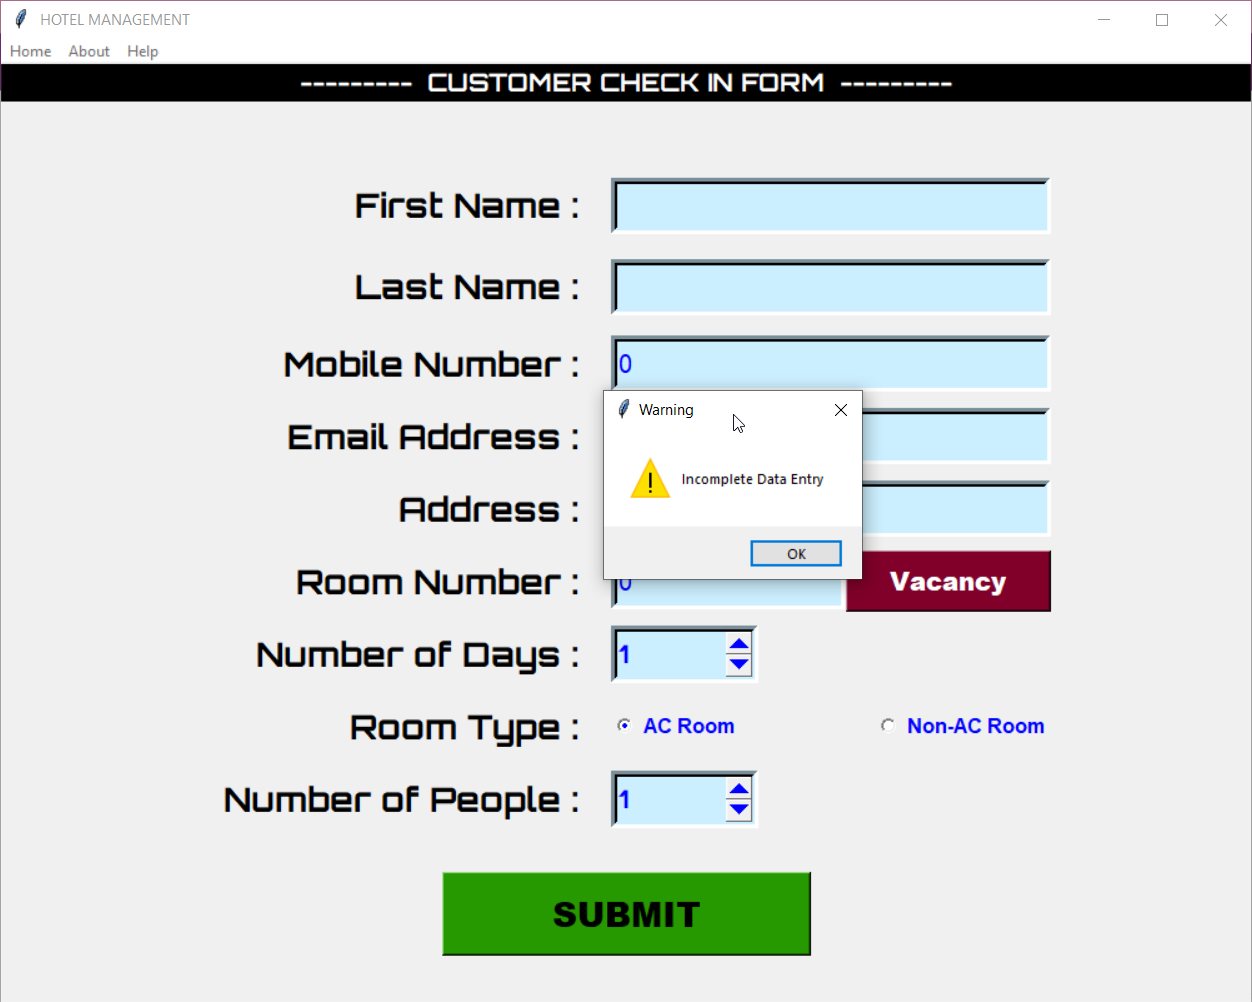 HOTEL MANAGEMENT
Home About Help
--------- CUSTOMER CHECK IN FORM ---------
First Name :
Last Name :
Mobile Number : 0
Email Address :
Warning
Incomplete Data Entry
OK
Address :
Room Number : 0 Vacancy
Number of Days : 1
Room Type : AC Room Non-AC Room
Number of People : 1
SUBMIT